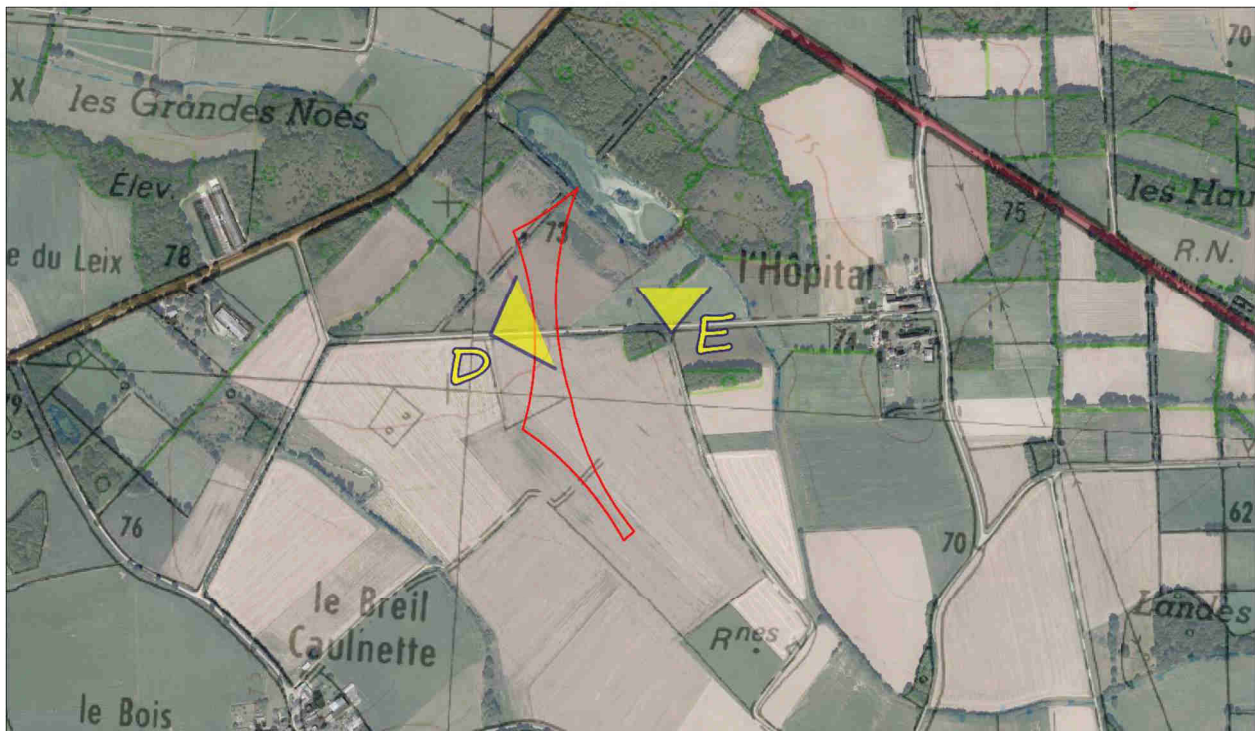 70
X
les Grandes Noës
Élev.
les Hau
75
73
R.N.
e du Leix
78
l'Hôpital
15
D
E
74
79
76
70
62
le Breil
Caulnette
Landes
Rnes
le Bois